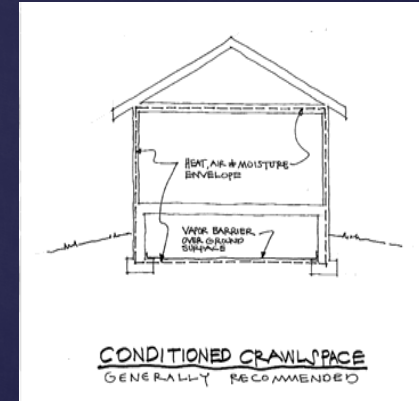 HEAT, AIR & MOISTURE
ENVELOPE
VAPOR BARRIER
OVER GROUND
SURFACE
CONDITIONED CRAWLSPACE
GENERALLY RECOMMENDED